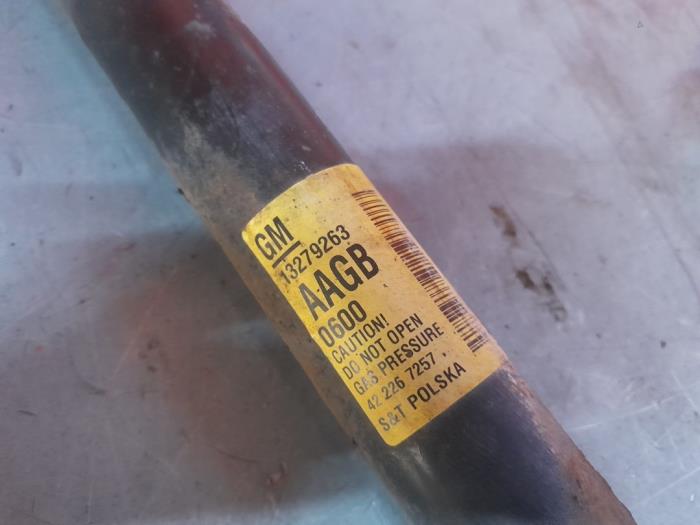 GM
13279263
AAGB
0600
CAUTION!
DO NOT OPEN
GAS PRESSURE
42 226 7257
S&T POLSKA